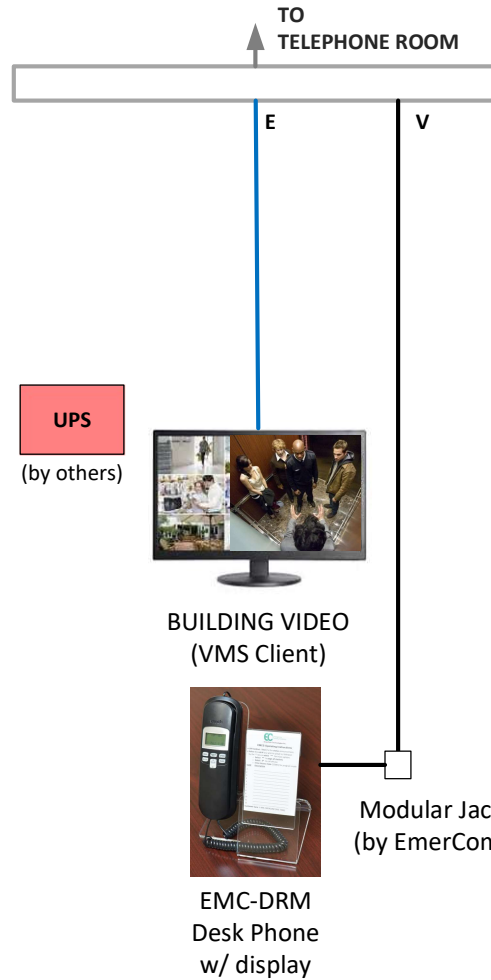 TO
TELEPHONE ROOM
E
V
UPS
(by others)
BUILDING VIDEO
(VMS Client)
EC
Modular Jac
(by EmerCom
EMC-DRM
Desk Phone
w/ display